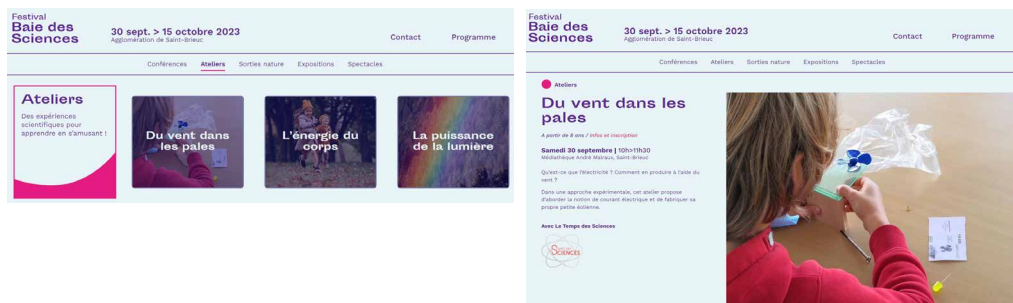 Festival
Baie des
Sciences
30 sept. > 15 octobre 2023
Agglomération de Saint-Brieuc
Contact
Programme
Conférences
Ateliers
Sorties nature
Expositions
Spectacles
Ateliers
Des expériences
scientifiques pour
apprendre en s'amusant !
Du vent dans
les pales
L'énergie du
corps
La puissance
de la lumière
Festival
Baie des
Sciences
30 sept. > 15 octobre 2023
Agglomération de Saint-Brieuc
Contact
Programme
Conférences
Ateliers
Sorties nature
Expositions
Spectacles
Ateliers
Du vent dans les
pales
A partir de 8 ans / Infos et inscription
Samedi 30 septembre | 10h>11h30
Médiathèque André Malraux, Saint-Brieuc
Qu'est-ce que l'électricité ? Comment en produire à l'aide du
vent ?
Dans une approche expérimentale, cet atelier propose
d'aborder la notion de courant électrique et de fabriquer sa
propre petite éolienne.
Avec Le Temps des Sciences
SCIENCES